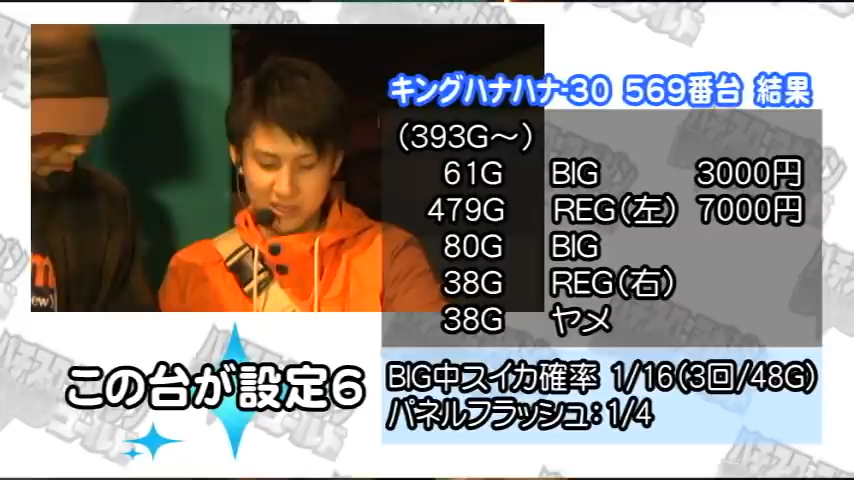 キングハナハナ-30 569番台 結果
(393G〜)
61G BIG 3000円
479G REG(左) 7000円
80G BIG
38G REG(右)
38G ヤメ
この台が設定6
BIG中スイカ確率 1/16(3回/48G)
パネルフラッシュ:1/4
ew)